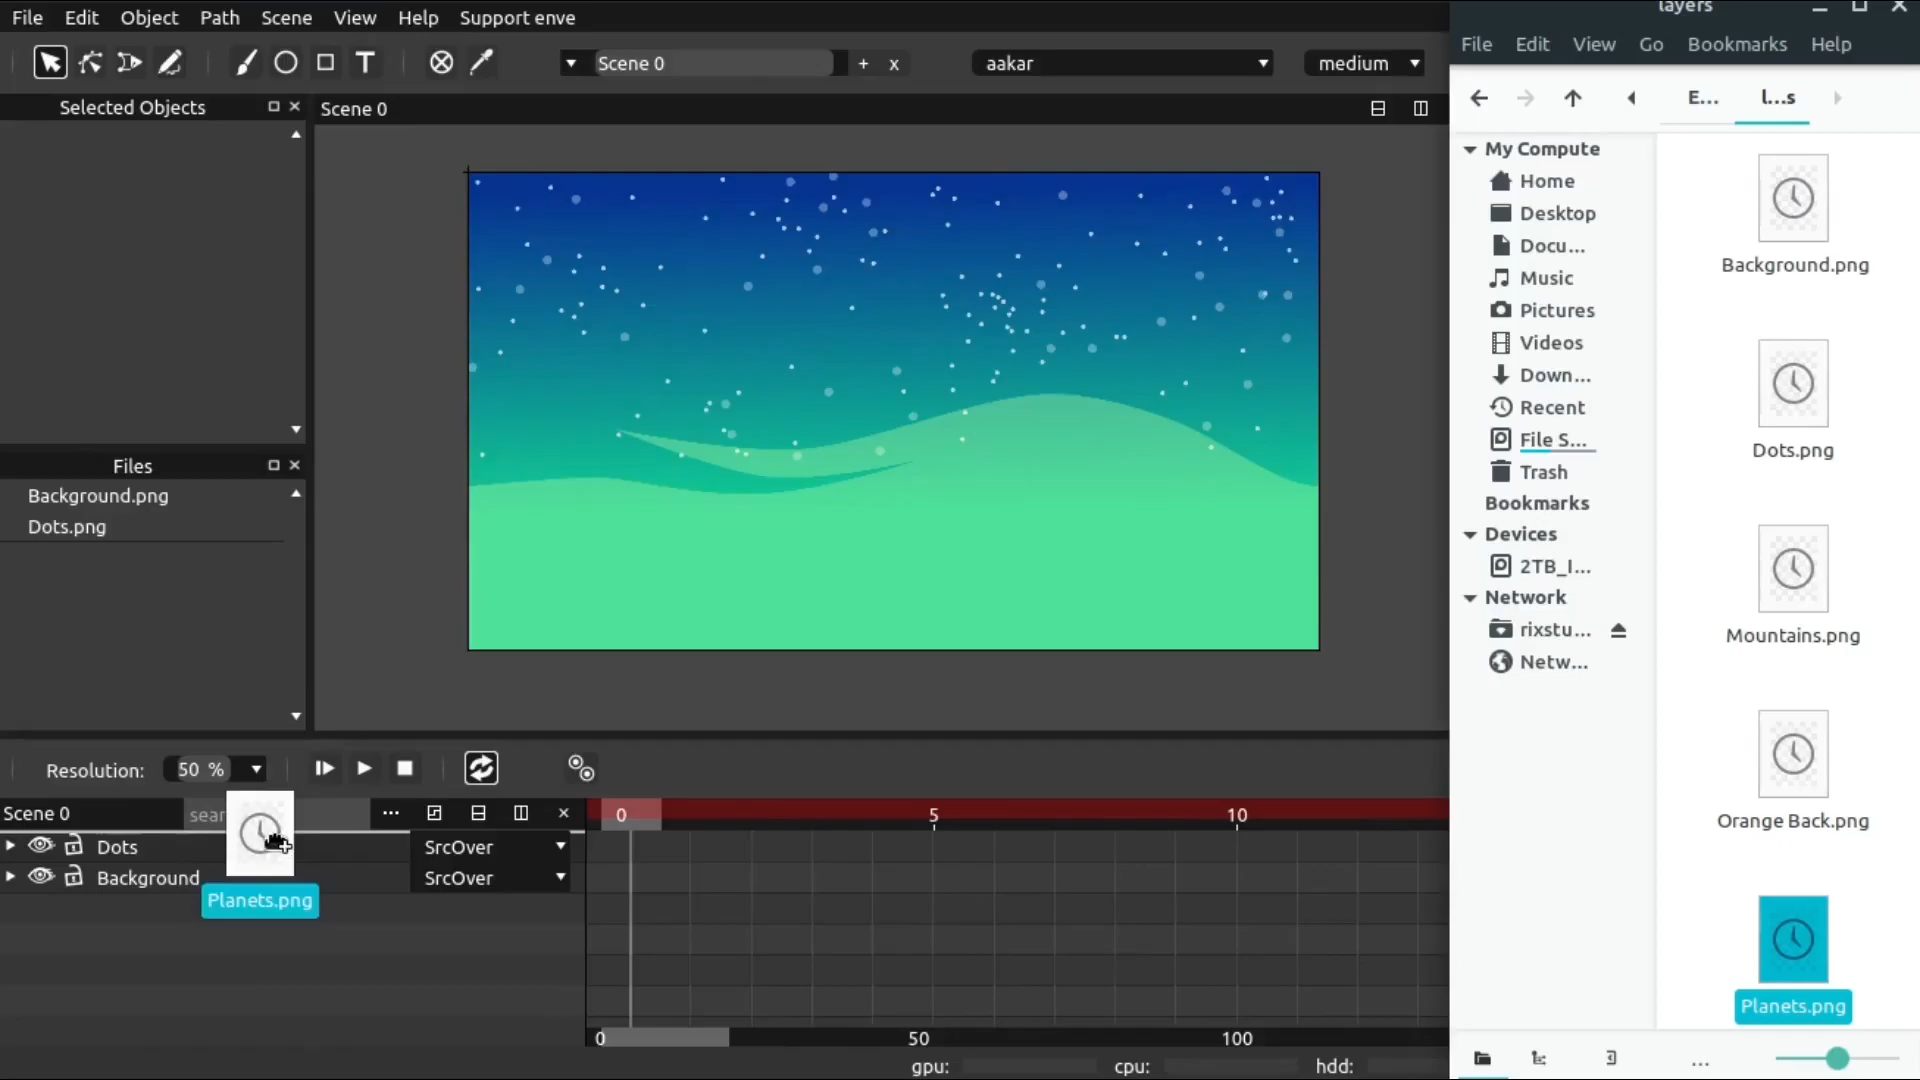 File Edit Object Path Scene View Help Support enve
Scene 0 + x aakar medium
Selected Objects
Scene 0
Files
Background.png
Dots.png
Resolution: 50 %
Scene 0 sear ... 0 5 10
Dots SrcOver
Background SrcOver
Planets.png
0 50 100
gpu: cpu: hdd:
layers
File Edit View Go Bookmarks Help
E... l...s
My Compute
Home
Desktop
Docu...
Music
Pictures
Videos
Down...
Recent
File S...
Trash
Bookmarks
Devices
2TB_I...
Network
rixstu...
Netw...
Background.png
Dots.png
Mountains.png
Orange Back.png
Planets.png
...